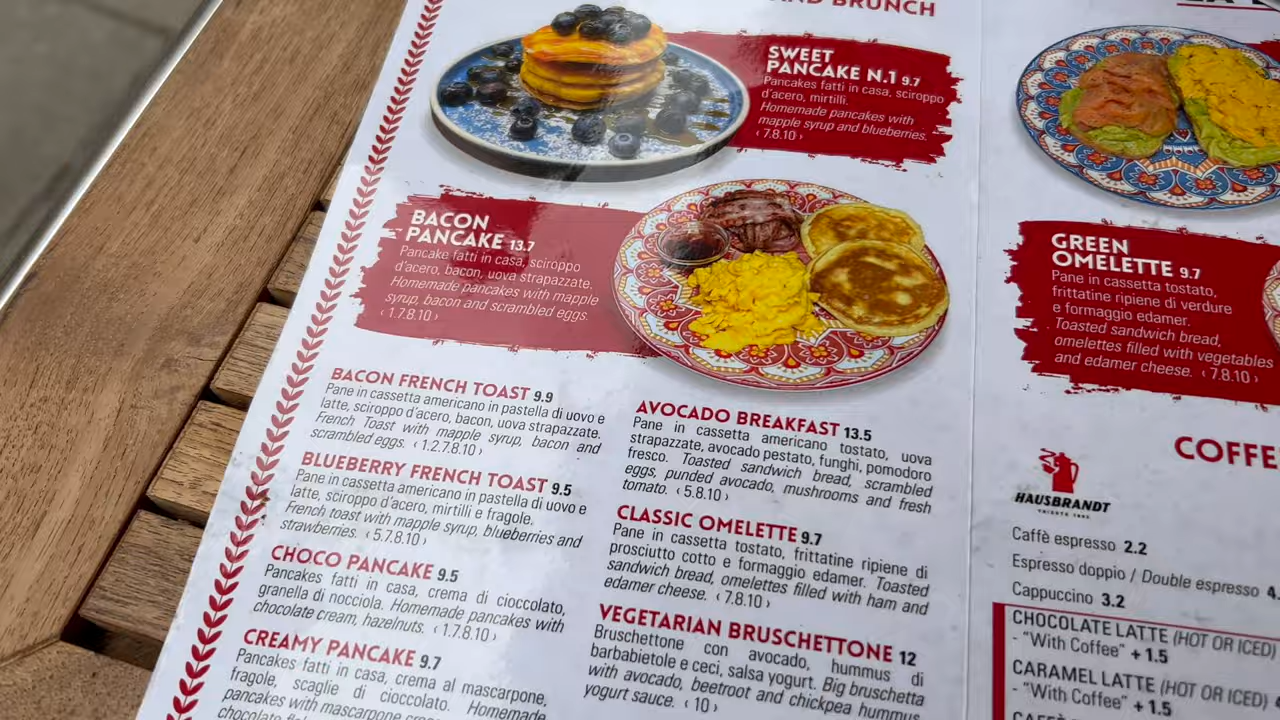 AND BRUNCH
SWEET
PANCAKE N.1 9.7
Pancakes fatti in casa, sciroppo
d'acero, mirtilli.
Homemade pancakes with
mapple syrup and blueberries.
‹ 7.8.10 ›
BACON
PANCAKE 13.7
Pancake fatti in casa, sciroppo
d'acero, bacon, uova strapazzate.
Homemade pancakes with mapple
syrup, bacon and scrambled eggs.
‹ 1.7.8.10 ›
BACON FRENCH TOAST 9.9
Pane in cassetta americano in pastella di uovo e
latte, sciroppo d'acero, bacon, uova strapazzate.
French Toast with mapple syrup, bacon and
scrambled eggs. ‹ 1.2.7.8.10 ›
BLUEBERRY FRENCH TOAST 9.5
Pane in cassetta americano in pastella di uovo e
latte, sciroppo d'acero, mirtilli e fragole.
French toast with mapple syrup, blueberries and
strawberries. ‹ 5.7.8.10 ›
CHOCO PANCAKE 9.5
Pancakes fatti in casa, crema di cioccolato,
granella di nocciola. Homemade pancakes with
chocolate cream, hazelnuts. ‹ 1.7.8.10 ›
CREAMY PANCAKE 9.7
Pancakes fatti in casa, crema al mascarpone,
fragole, scaglie di cioccolato. Homemade
pancakes with mascarpone
chocolate
AVOCADO BREAKFAST 13.5
Pane in cassetta americano tostato, uova
strapazzate, avocado pestato, funghi, pomodoro
fresco. Toasted sandwich bread, scrambled
eggs, punded avocado, mushrooms and fresh
tomato. ‹ 5.8.10 ›
CLASSIC OMELETTE 9.7
Pane in cassetta tostato, frittatine ripiene di
prosciutto cotto e formaggio edamer. Toasted
sandwich bread, omelettes filled with ham and
edamer cheese. ‹ 7.8.10 ›
VEGETARIAN BRUSCHETTONE 12
Bruschettone con avocado, hummus di
barbabietole e ceci, salsa yogurt. Big bruschetta
with avocado, beetroot and chickpea hummus,
yogurt sauce. ‹ 10 ›
GREEN
OMELETTE 9.7
Pane in cassetta tostato,
frittatine ripiene di verdure
e formaggio edamer.
Toasted sandwich bread,
omelettes filled with vegetables
and edamer cheese. ‹ 7.8.10 ›
COFFE
HAUSBRANDT
TRIESTE 1892
Caffè espresso 2.2
Espresso doppio / Double espresso 4.
Cappuccino 3.2
CHOCOLATE LATTE (HOT OR ICED)
- "With Coffee" + 1.5
CARAMEL LATTE (HOT OR ICED)
- "With Coffee" + 1.5